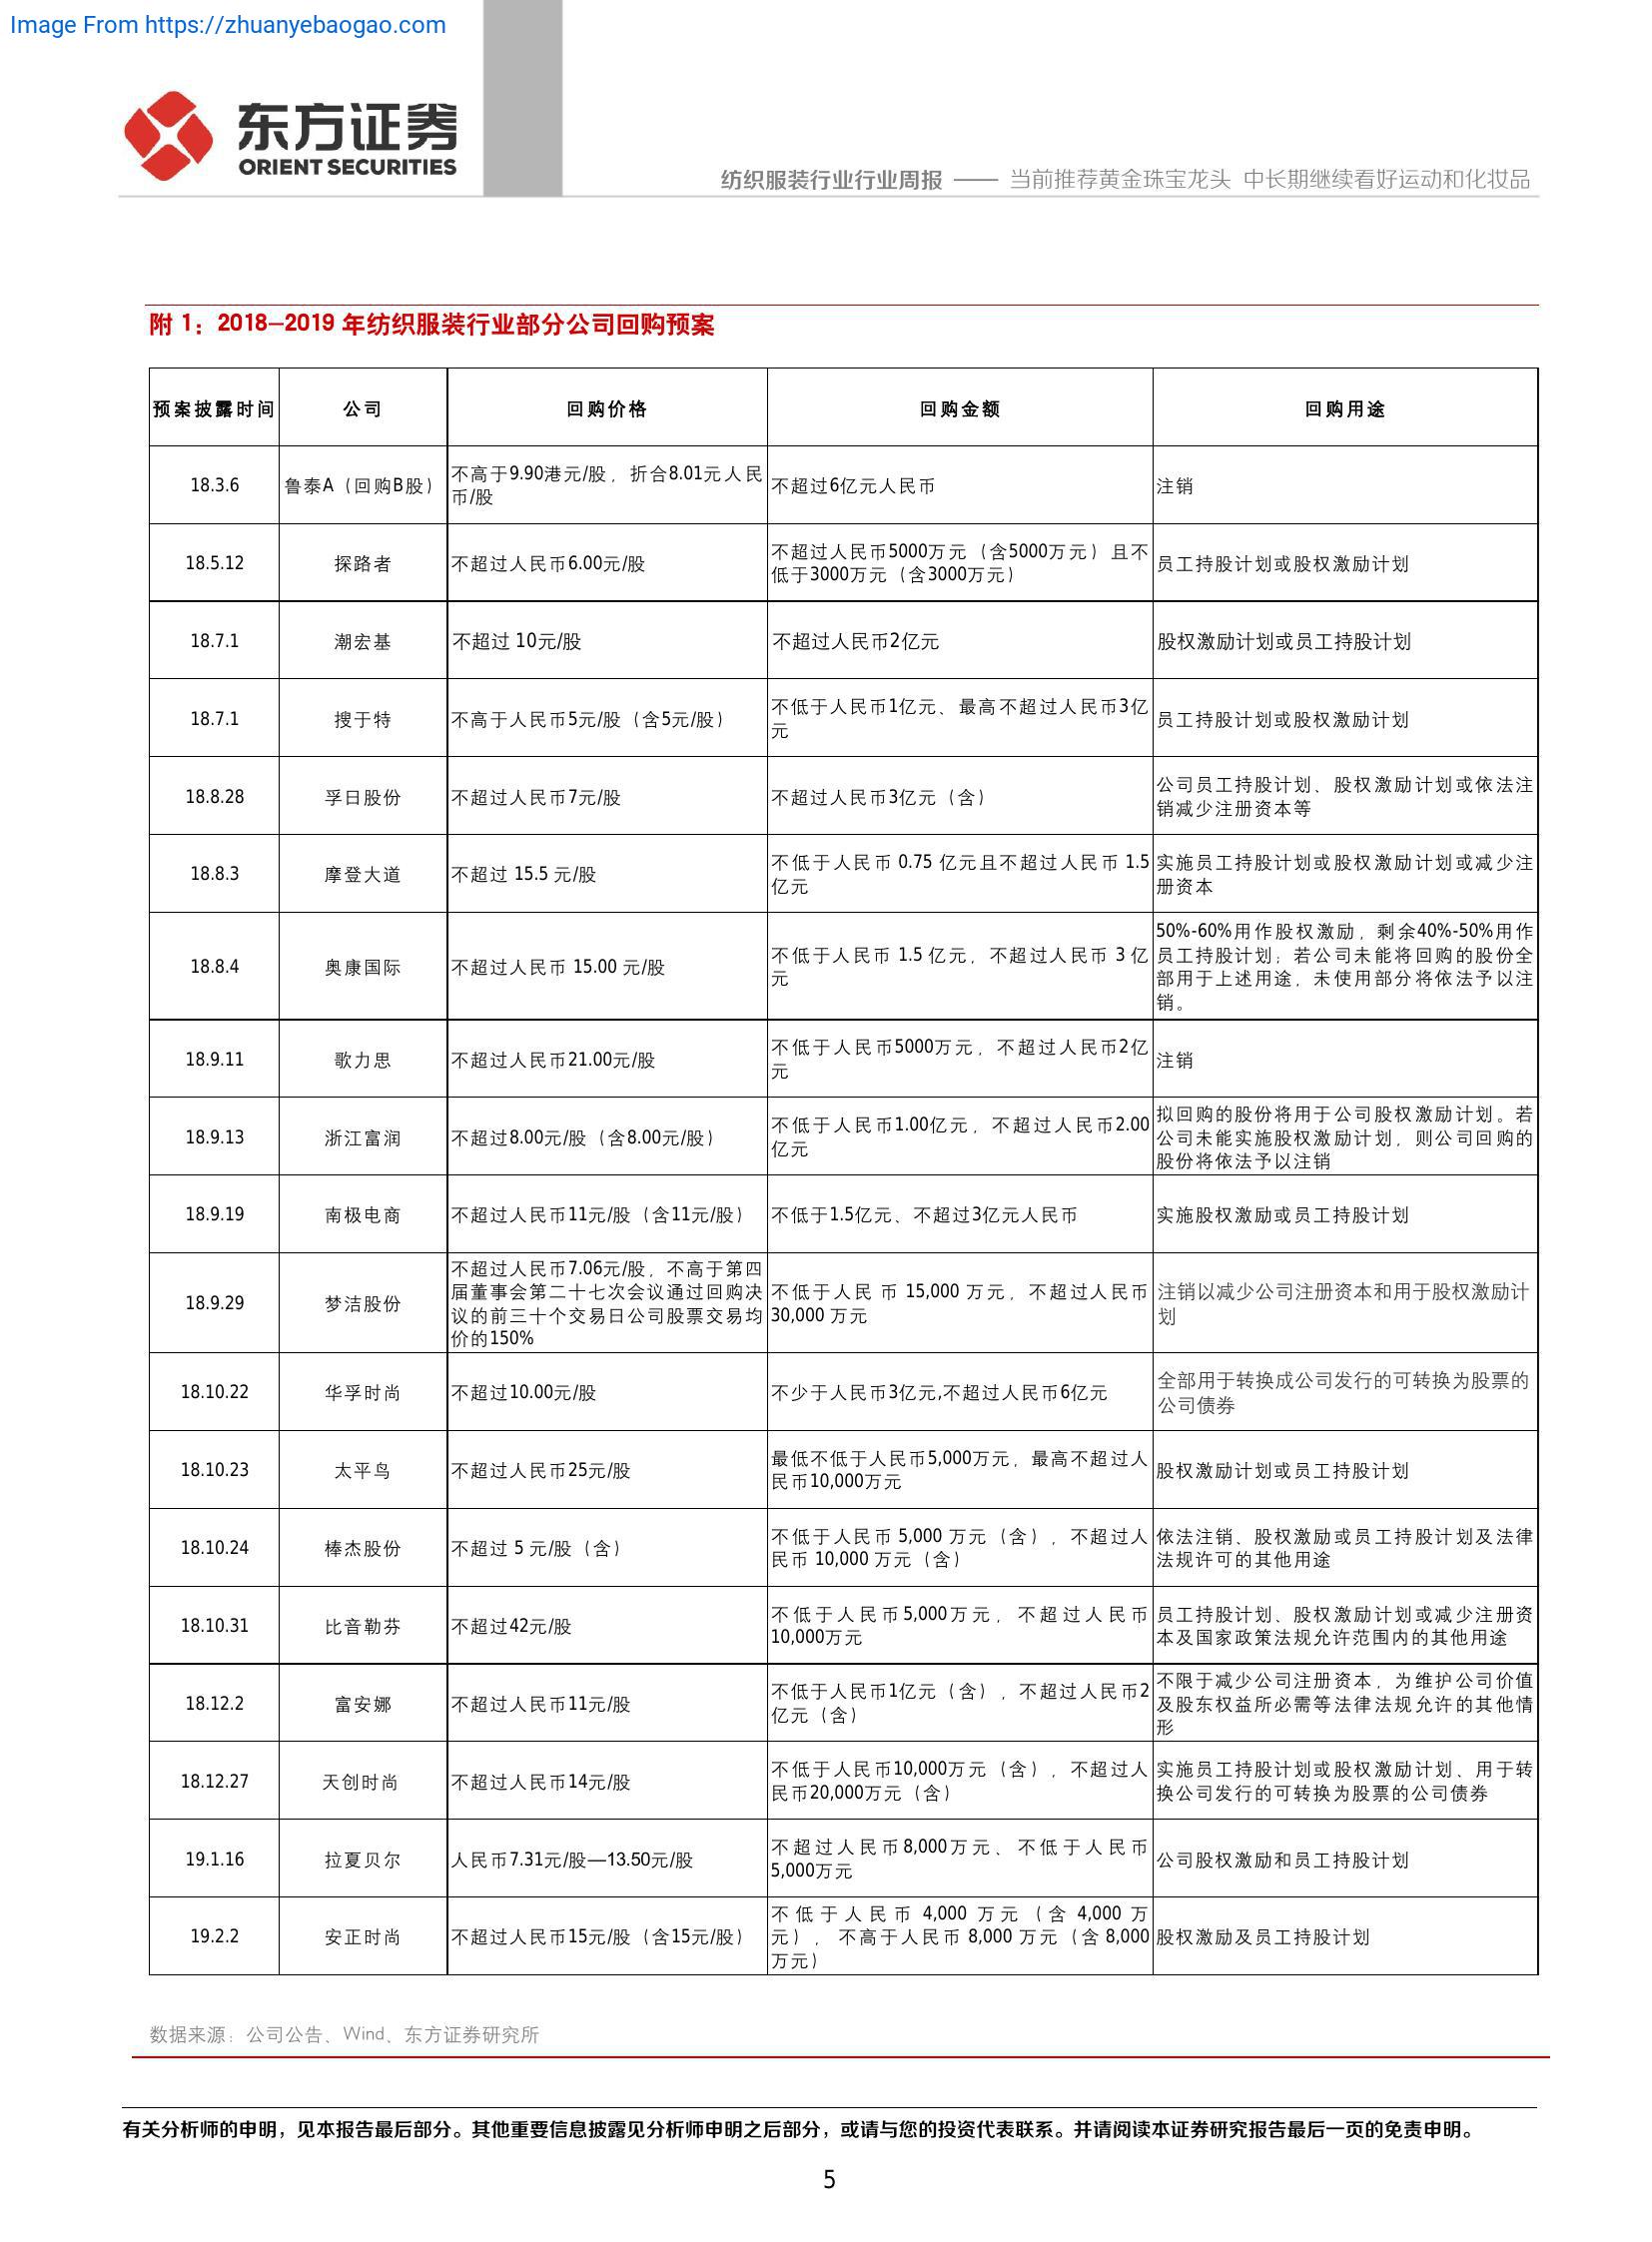 Image From https://zhuanyebaogao.com
东方证券
ORIENT SECURITIES
纺织服装行业行业周报 —— 当前推荐黄金珠宝龙头 中长期继续看好运动和化妆品
附 1：2018-2019 年纺织服装行业部分公司回购预案
预案披露时间 公司 回购价格 回购金额 回购用途
18.3.6 鲁泰A（回购B股）
不高于9.90港元/股，折合8.01元人民
币/股
不超过6亿元人民币
注销
18.5.12 探路者 不超过人民币6.00元/股
不超过人民币5000万元（含5000万元）且不
低于3000万元（含3000万元）
员工持股计划或股权激励计划
18.7.1 潮宏基 不超过 10元/股 不超过人民币2亿元 股权激励计划或员工持股计划
18.7.1 搜于特 不高于人民币5元/股（含5元/股）
不低于人民币1亿元、最高不超过人民币3亿
元
员工持股计划或股权激励计划
18.8.28 孚日股份 不超过人民币7元/股 不超过人民币3亿元（含）
公司员工持股计划、股权激励计划或依法注
销减少注册资本等
18.8.3 摩登大道 不超过 15.5 元/股
不低于人民币 0.75 亿元且不超过人民币 1.5
亿元
实施员工持股计划或股权激励计划或减少注
册资本
18.8.4 奥康国际 不超过人民币 15.00 元/股
不低于人民币 1.5 亿元，不超过人民币 3 亿
元
50%-60%用作股权激励，剩余40%-50%用作
员工持股计划；若公司未能将回购的股份全
部用于上述用途，未使用部分将依法予以注
销。
18.9.11 歌力思 不超过人民币21.00元/股
不低于人民币5000万元，不超过人民币2亿
元
注销
18.9.13 浙江富润 不超过8.00元/股（含8.00元/股）
不低于人民币1.00亿元，不超过人民币2.00
亿元
拟回购的股份将用于公司股权激励计划。若
公司未能实施股权激励计划，则公司回购的
股份将依法予以注销
18.9.19 南极电商 不超过人民币11元/股（含11元/股） 不低于1.5亿元、不超过3亿元人民币 实施股权激励或员工持股计划
18.9.29 梦洁股份
不超过人民币7.06元/股，不高于第四
届董事会第二十七次会议通过回购决
议的前三十个交易日公司股票交易均
价的150%
不低于人民 币 15,000 万元，不超过人民币
30,000 万元
注销以减少公司注册资本和用于股权激励计
划
18.10.22 华孚时尚 不超过10.00元/股 不少于人民币3亿元,不超过人民币6亿元
全部用于转换成公司发行的可转换为股票的
公司债券
18.10.23 太平鸟 不超过人民币25元/股
最低不低于人民币5,000万元，最高不超过人
民币10,000万元
股权激励计划或员工持股计划
18.10.24 棒杰股份 不超过 5 元/股（含）
不低于人民币 5,000 万元（含），不超过人
民币 10,000 万元（含）
依法注销、股权激励或员工持股计划及法律
法规许可的其他用途
18.10.31 比音勒芬 不超过42元/股
不低于人民币5,000万元，不超过人民币
10,000万元
员工持股计划、股权激励计划或减少注册资
本及国家政策法规允许范围内的其他用途
18.12.2 富安娜 不超过人民币11元/股
不低于人民币1亿元（含），不超过人民币2
亿元（含）
不限于减少公司注册资本，为维护公司价值
及股东权益所必需等法律法规允许的其他情
形
18.12.27 天创时尚 不超过人民币14元/股
不低于人民币10,000万元（含），不超过人
民币20,000万元（含）
实施员工持股计划或股权激励计划、用于转
换公司发行的可转换为股票的公司债券
19.1.16 拉夏贝尔 人民币7.31元/股—13.50元/股
不超过人民币8,000万元、不低于人民币
5,000万元
公司股权激励和员工持股计划
19.2.2 安正时尚 不超过人民币15元/股（含15元/股）
不低于人民币 4,000 万元（含 4,000 万
元），不高于人民币 8,000 万元（含 8,000
万元）
股权激励及员工持股计划
数据来源：公司公告、Wind、东方证券研究所
有关分析师的申明，见本报告最后部分。其他重要信息披露见分析师申明之后部分，或请与您的投资代表联系。并请阅读本证券研究报告最后一页的免责申明。
5